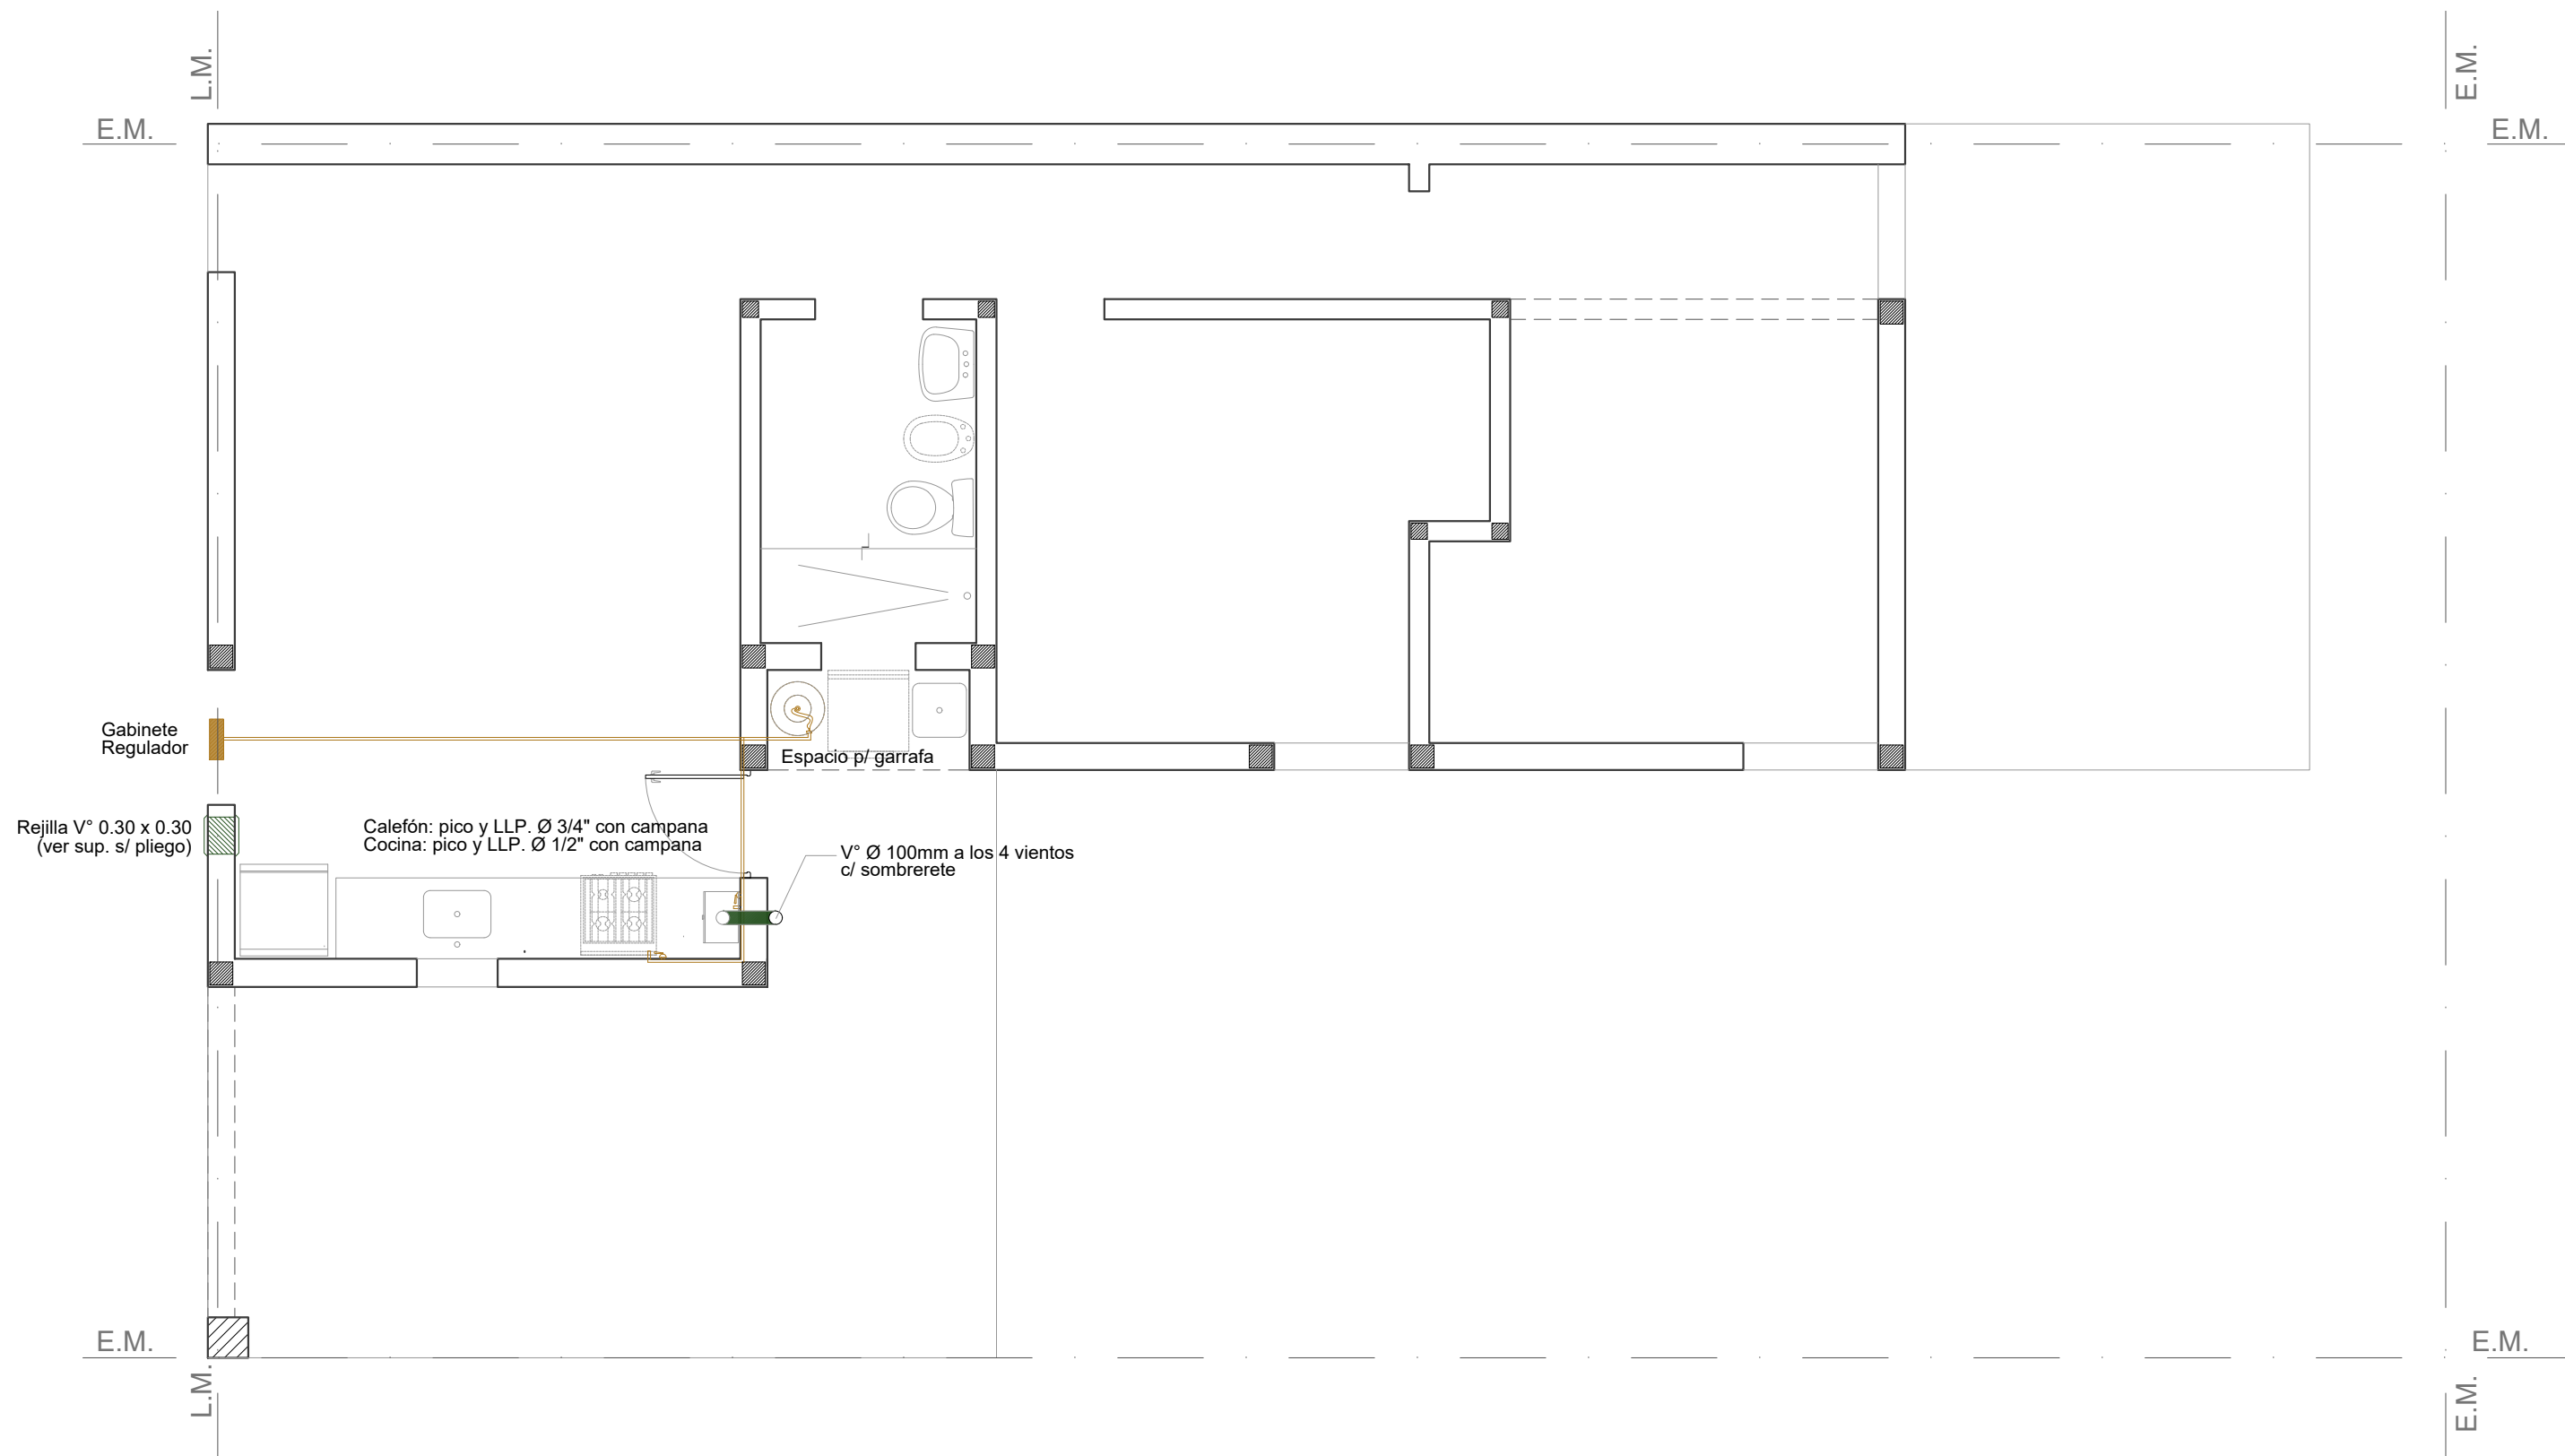 L.M.
E.M.
E.M.
E.M.
Gabinete
Regulador
Espacio p/ garrafa
Rejilla V° 0.30 x 0.30
(ver sup. s/ pliego)
Calefón: pico y LLP. Ø 3/4" con campana
Cocina: pico y LLP. Ø 1/2" con campana
V° Ø 100mm a los 4 vientos
c/ sombrerete
E.M.
E.M.
L.M.
E.M.